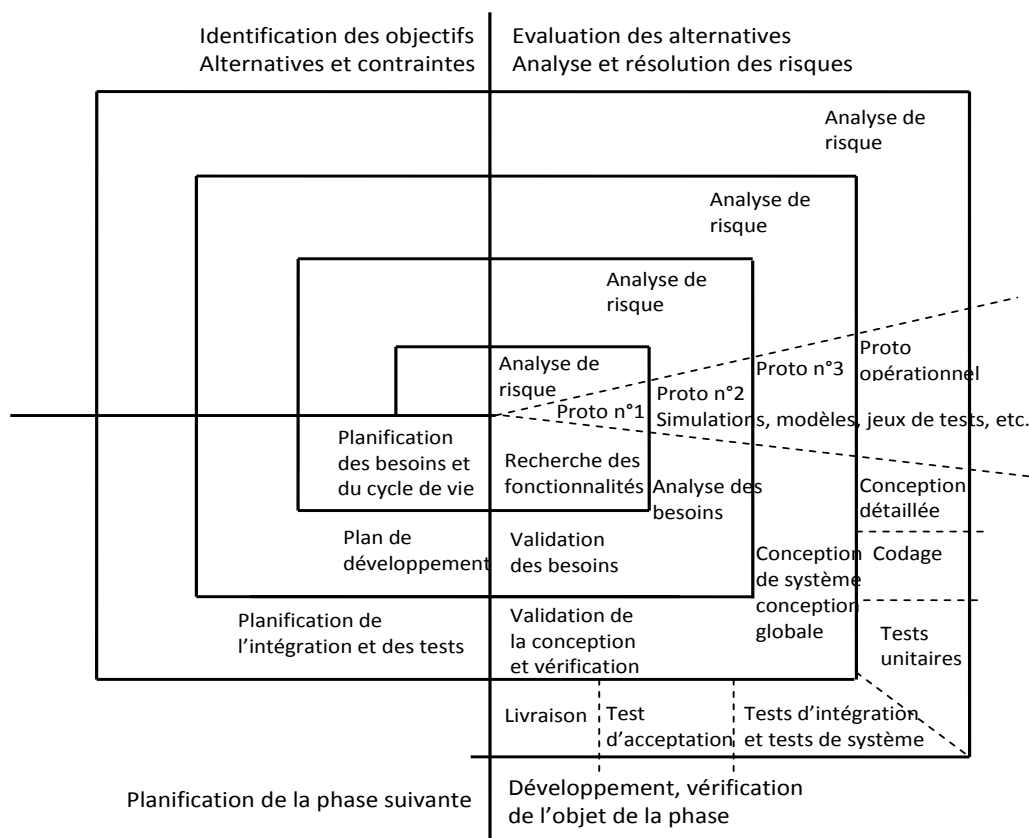 Identification des objectifs
Alternatives et contraintes
Evaluation des alternatives
Analyse et résolution des risques
Analyse de
risque
Analyse de
risque
Analyse de
risque
Analyse de
risque
Proto n°1
Proto n°2
Proto n°3
Proto
opérationnel
Simulations, modèles, jeux de tests, etc.
Planification
des besoins et
du cycle de vie
Recherche des
fonctionnalités
Analyse des
besoins
Conception
détaillée
Plan de
développement
Validation
des besoins
Conception
de système
conception
globale
Codage
Planification de
l’intégration et des tests
Validation de
la conception
et vérification
Tests
unitaires
Livraison
Test
d’acceptation
Tests d’intégration
et tests de système
Planification de la phase suivante
Développement, vérification
de l’objet de la phase